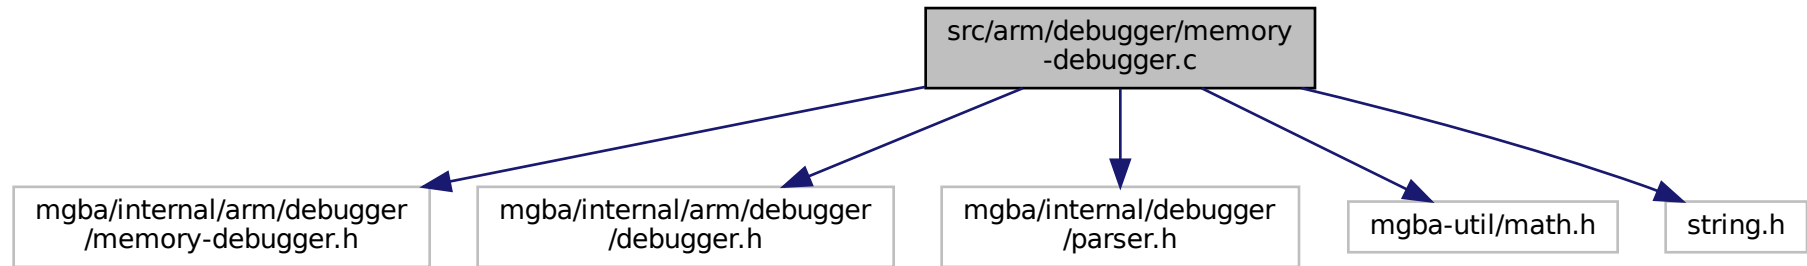 src/arm/debugger/memory
-debugger.c
mgba/internal/arm/debugger
/memory-debugger.h
mgba/internal/arm/debugger
/debugger.h
mgba/internal/debugger
/parser.h
mgba-util/math.h
string.h